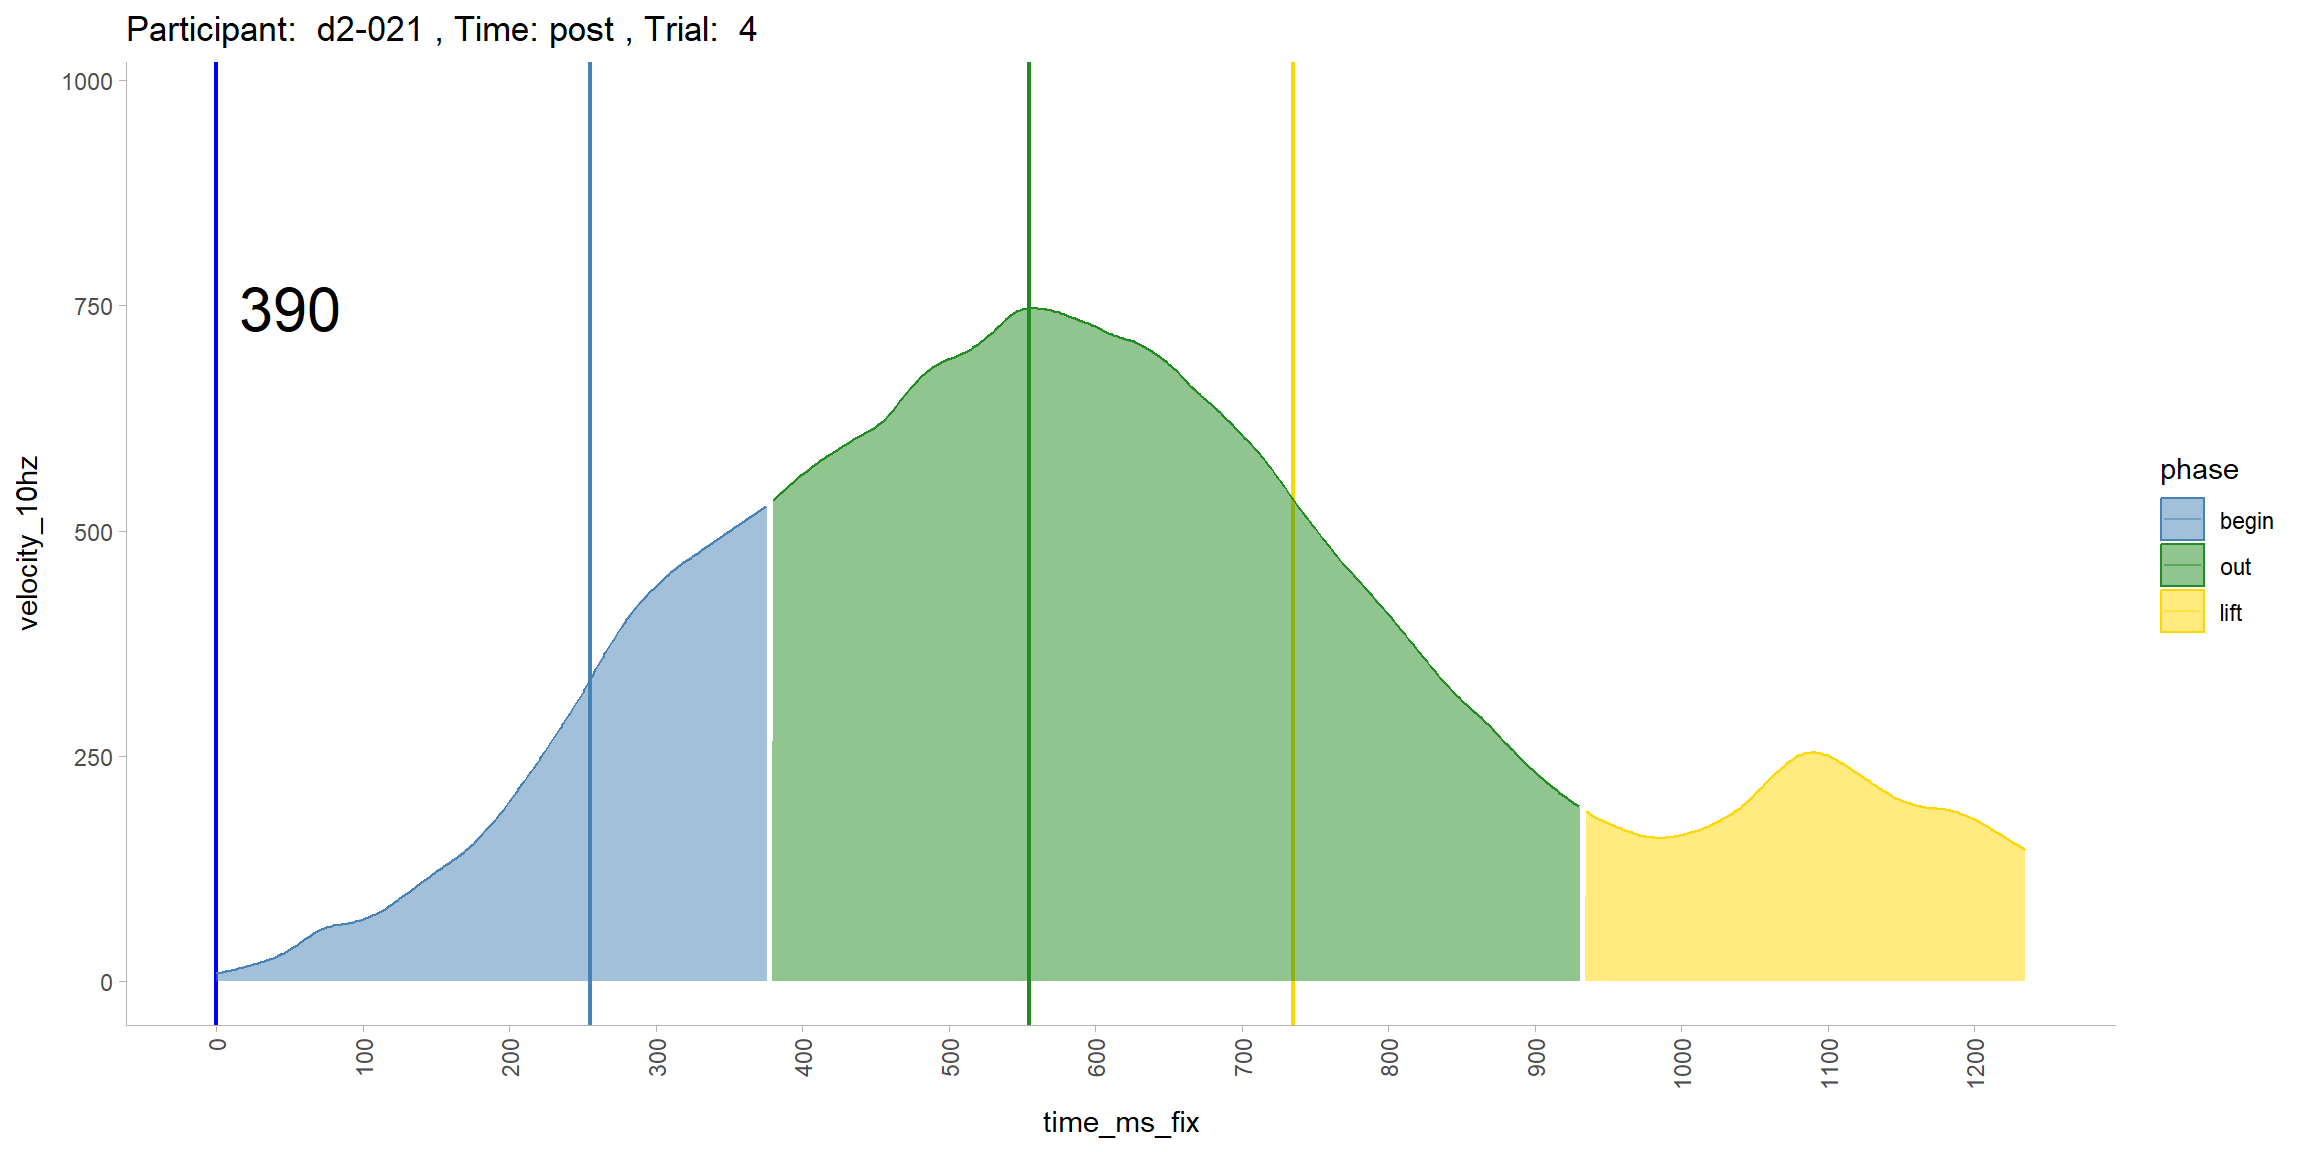 Participant:  d2-021 , Time: post , Trial:  4
1000
750
500
250
0
velocity_10hz
390
0
100
200
300
400
500
600
700
800
900
1000
1100
1200
time_ms_fix
phase
begin
out
lift